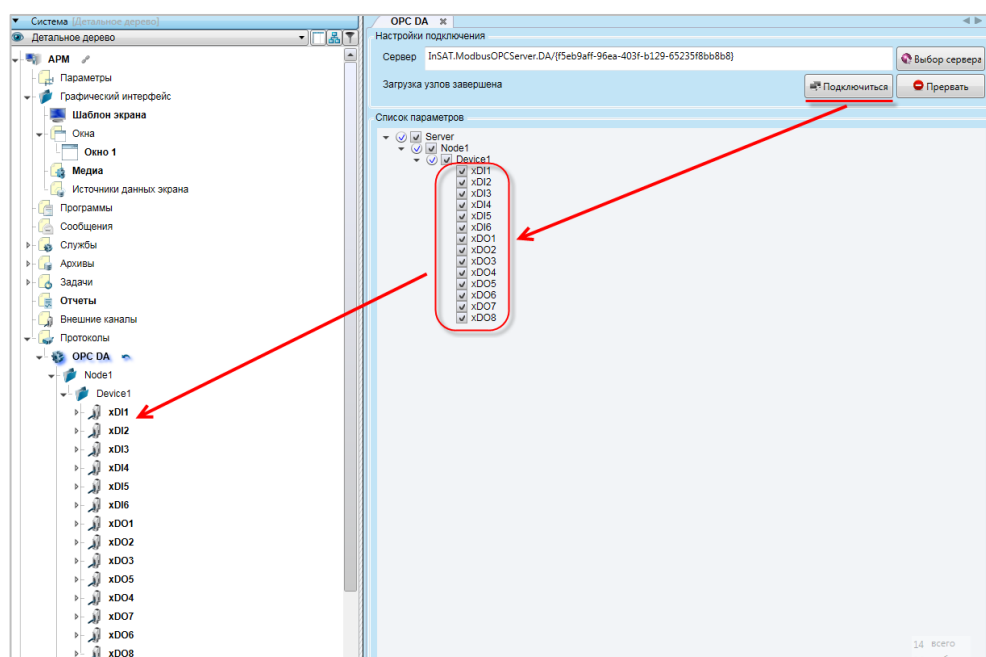 Система [Детальное дерево]
Детальное дерево
АРМ
Параметры
Графический интерфейс
Шаблон экрана
Окна
Окно 1
Медиа
Источники данных экрана
Программы
Сообщения
Службы
Архивы
Задачи
Отчеты
Внешние каналы
Протоколы
OPC DA
Node1
Device1
xDI1
xDI2
xDI3
xDI4
xDI5
xDI6
xDO1
xDO2
xDO3
xDO5
xDO4
xDO7
xDO6
xDO8
OPC DA
Настройки подключения
Сервер InSAT.ModbusOPCServer.DA/{f5eb9aff-96ea-403f-b129-65235f8bb8b8} Выбор сервера
Загрузка узлов завершена Подключиться Прервать
Список параметров
Server
Node1
Device1
xDI1
xDI2
xDI3
xDI4
xDI5
xDI6
xDO1
xDO2
xDO3
xDO4
xDO5
xDO6
xDO7
xDO8
14 всего